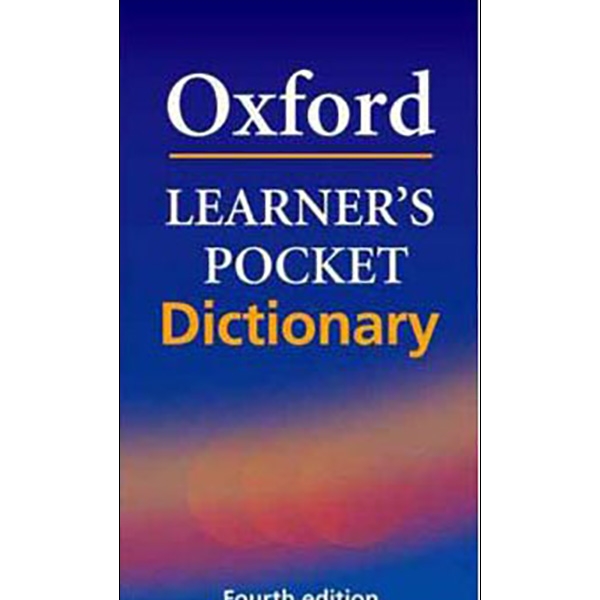 Oxford
LEARNER'S
POCKET
Dictionary
Fourth edition